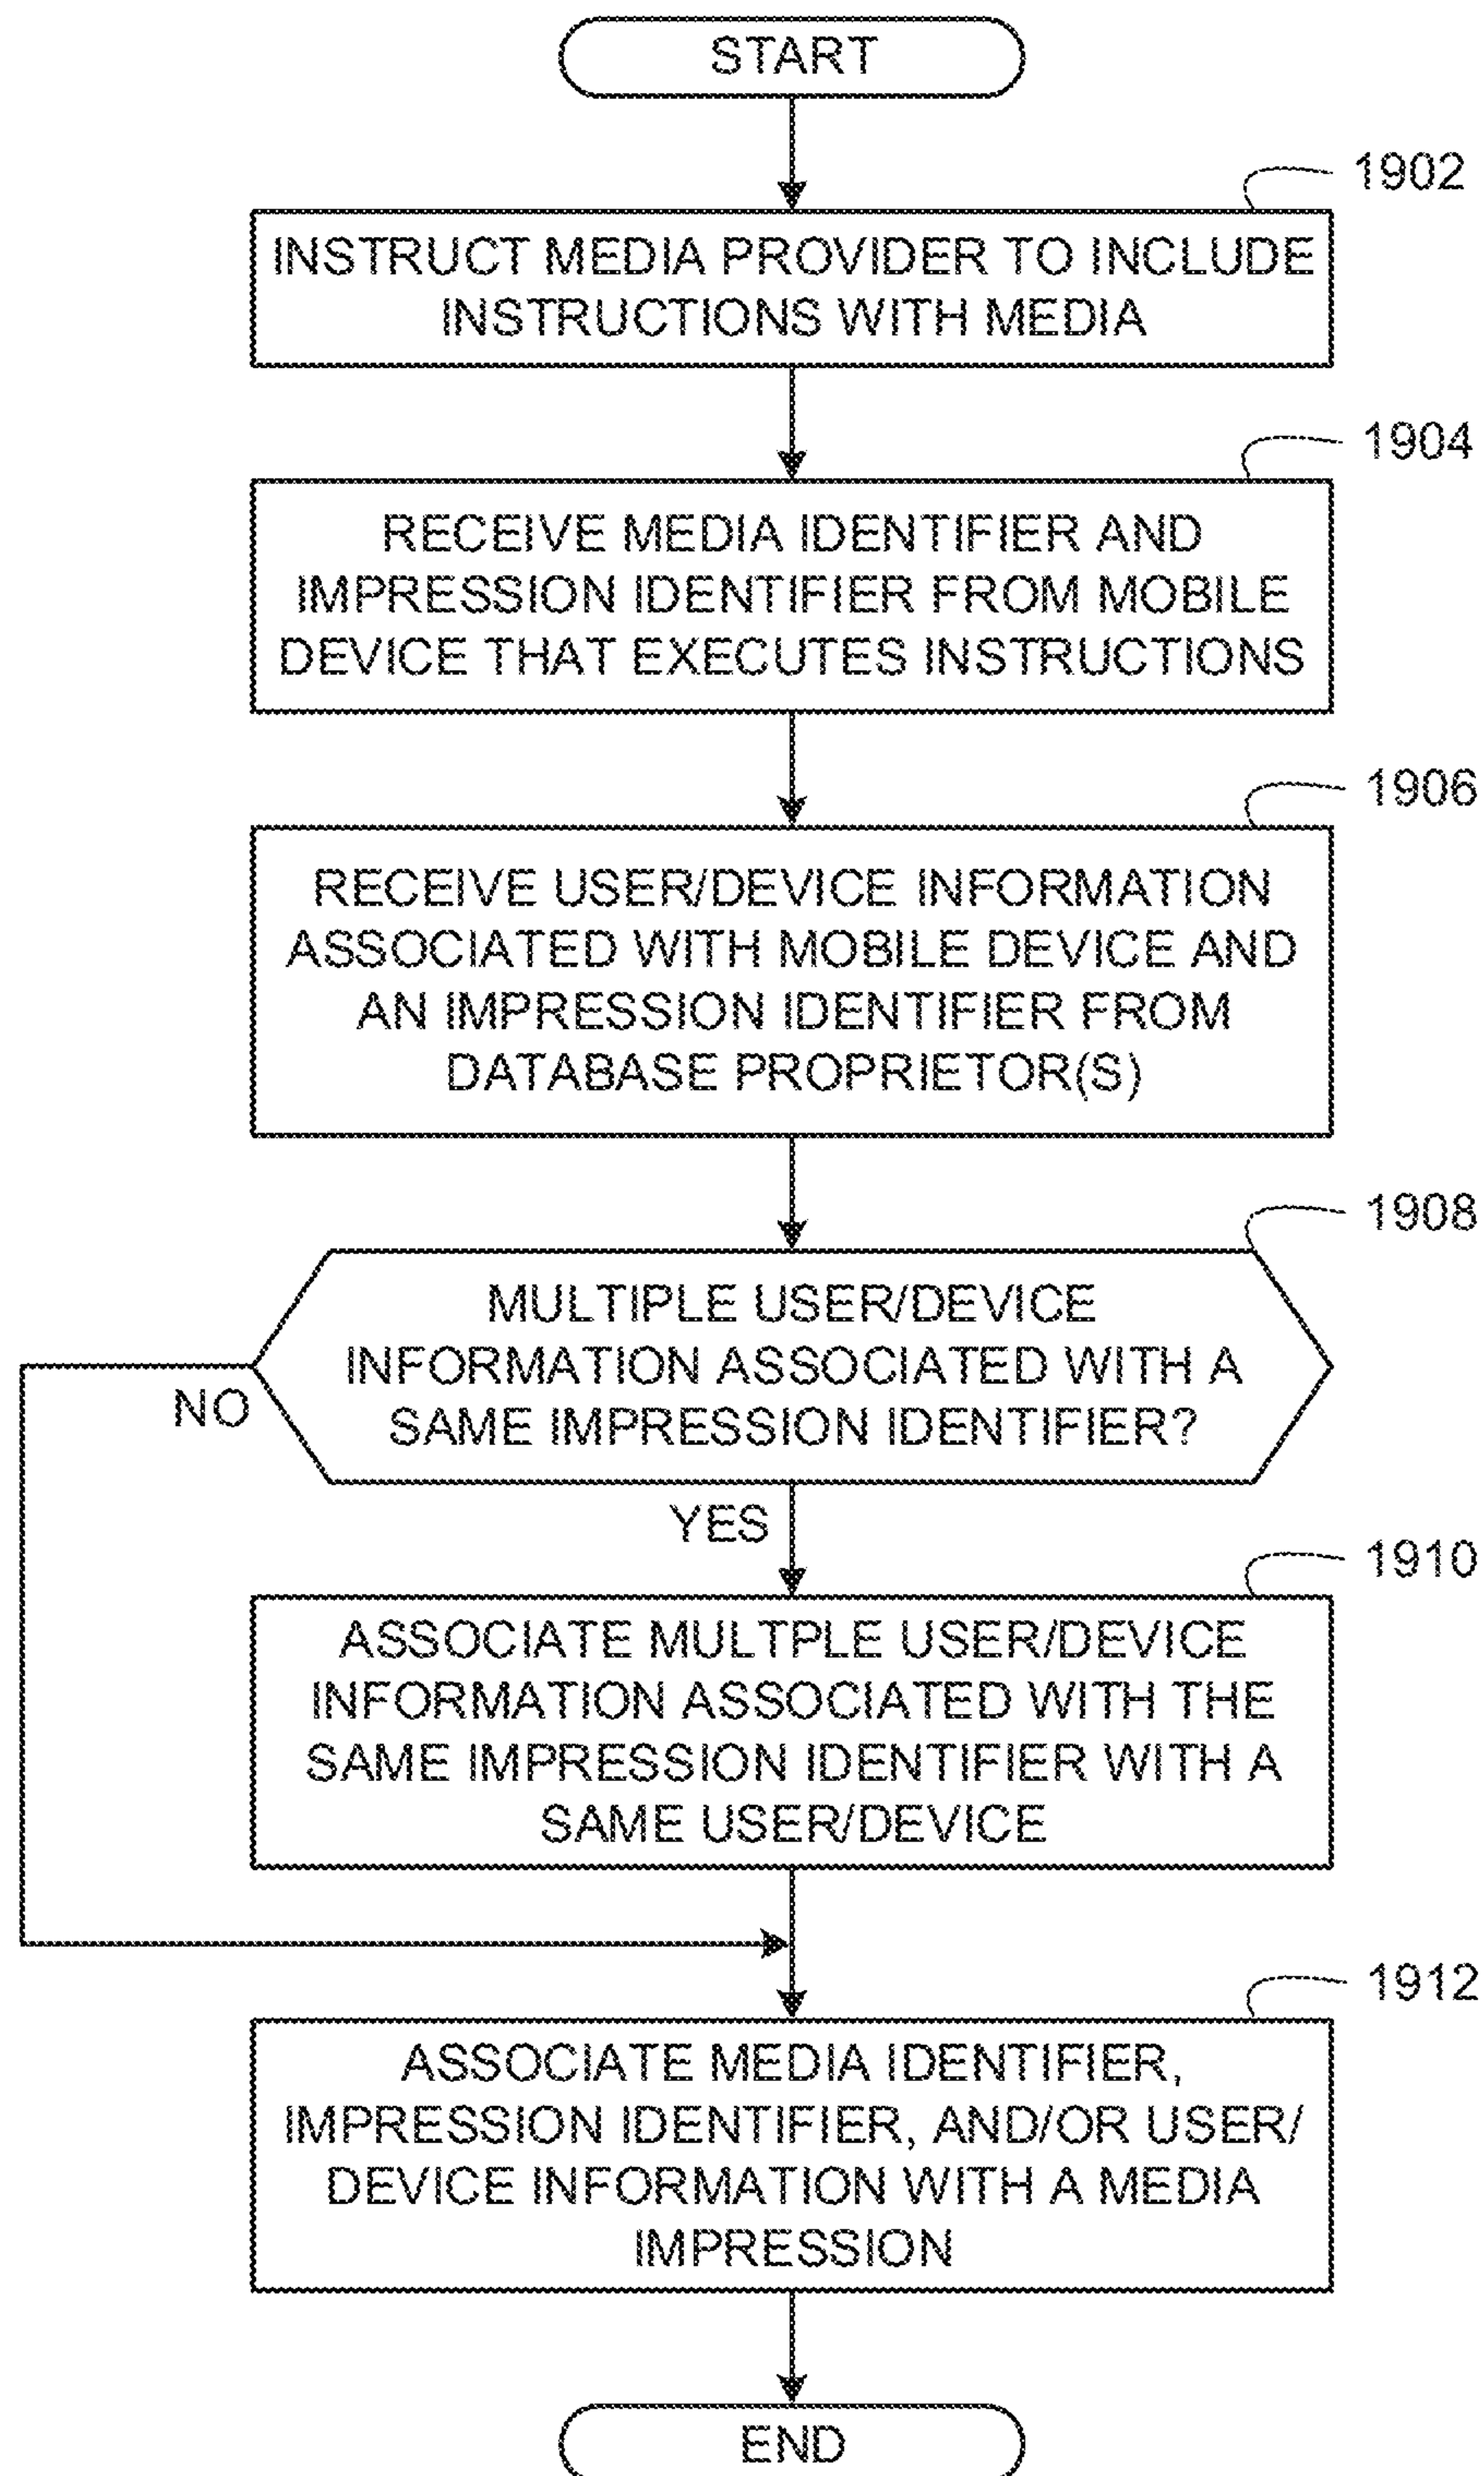 START
1902
INSTRUCT MEDIA PROVIDER TO INCLUDE
INSTRUCTIONS WITH MEDIA
1904
RECEIVE MEDIA IDENTIFIER AND
IMPRESSION IDENTIFIER FROM MOBILE
DEVICE THAT EXECUTES INSTRUCTIONS
1906
RECEIVE USER/DEVICE INFORMATION
ASSOCIATED WITH MOBILE DEVICE AND
AN IMPRESSION IDENTIFIER FROM
DATABASE PROPRIETOR(S)
1908
MULTIPLE USER/DEVICE
INFORMATION ASSOCIATED WITH A
SAME IMPRESSION IDENTIFIER?
NO
YES
1910
ASSOCIATE MULTPLE USER/DEVICE
INFORMATION ASSOCIATED WITH THE
SAME IMPRESSION IDENTIFIER WITH A
SAME USER/DEVICE
1912
ASSOCIATE MEDIA IDENTIFIER,
IMPRESSION IDENTIFIER, AND/OR USER/
DEVICE INFORMATION WITH A MEDIA
IMPRESSION
END